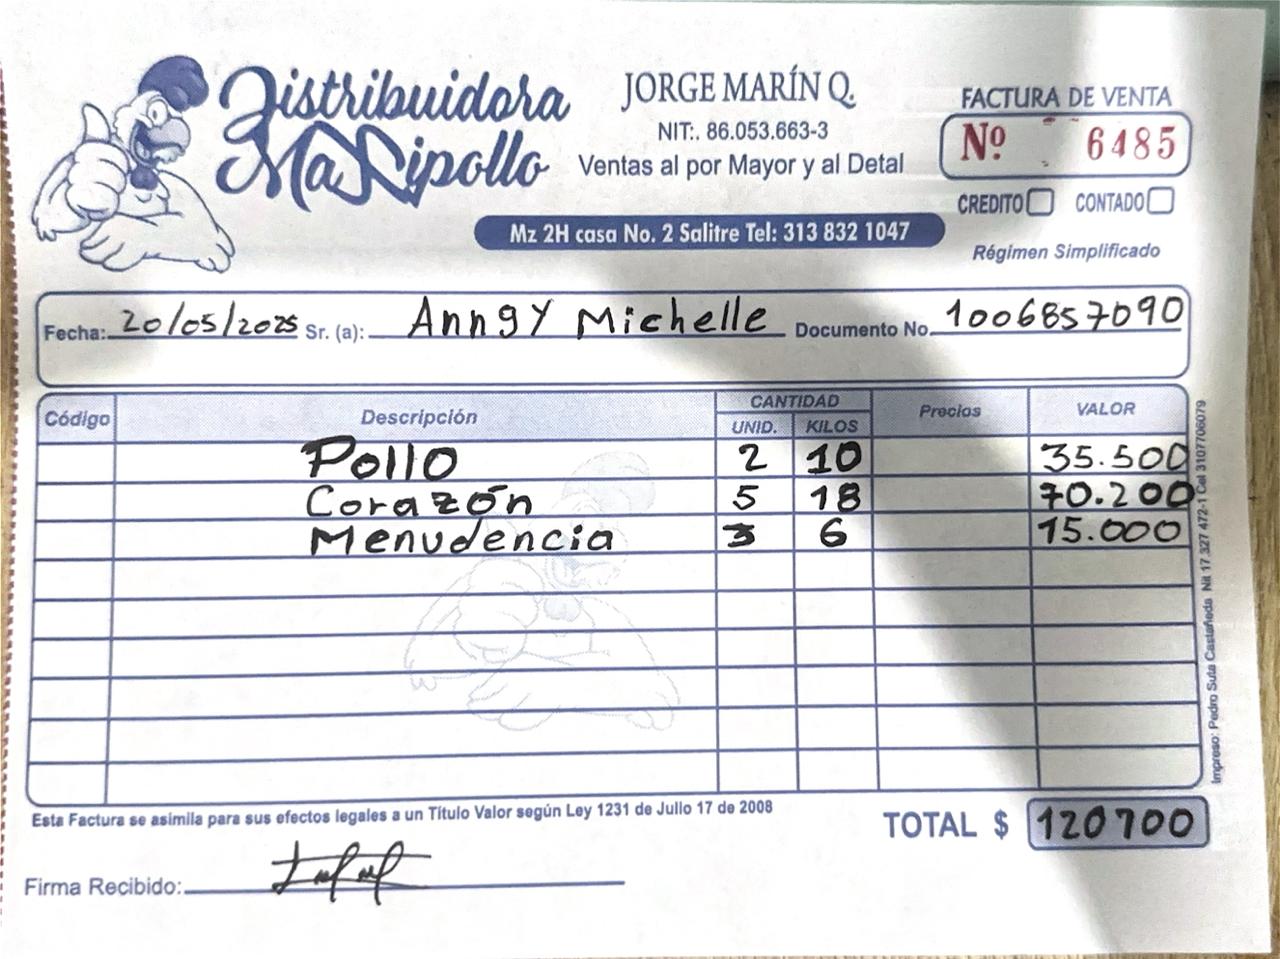 Distribuidora
MaXipollo
JORGE MARÍN Q.
NIT:. 86.053.663-3
Ventas al por Mayor y al Detal
Mz 2H casa No. 2 Salitre Tel: 313 832 1047
FACTURA DE VENTA
Nº 6485
CREDITO CONTADO
Régimen Simplificado
Fecha: 20/05/2025 Sr. (a): Anngy Michelle Documento No. 1006857090
Código Descripción CANTIDAD UNID. KILOS Precios VALOR
Pollo 2 10 35.500
Corazón 5 18 70.200
Menudencia 3 6 15.000
Esta Factura se asimila para sus efectos legales a un Título Valor según Ley 1231 de Julio 17 de 2008
TOTAL $ 120700
Firma Recibido:
Impreso: Pedro Suta Castañeda Nit 17.327 472-1 Cel 3107706079